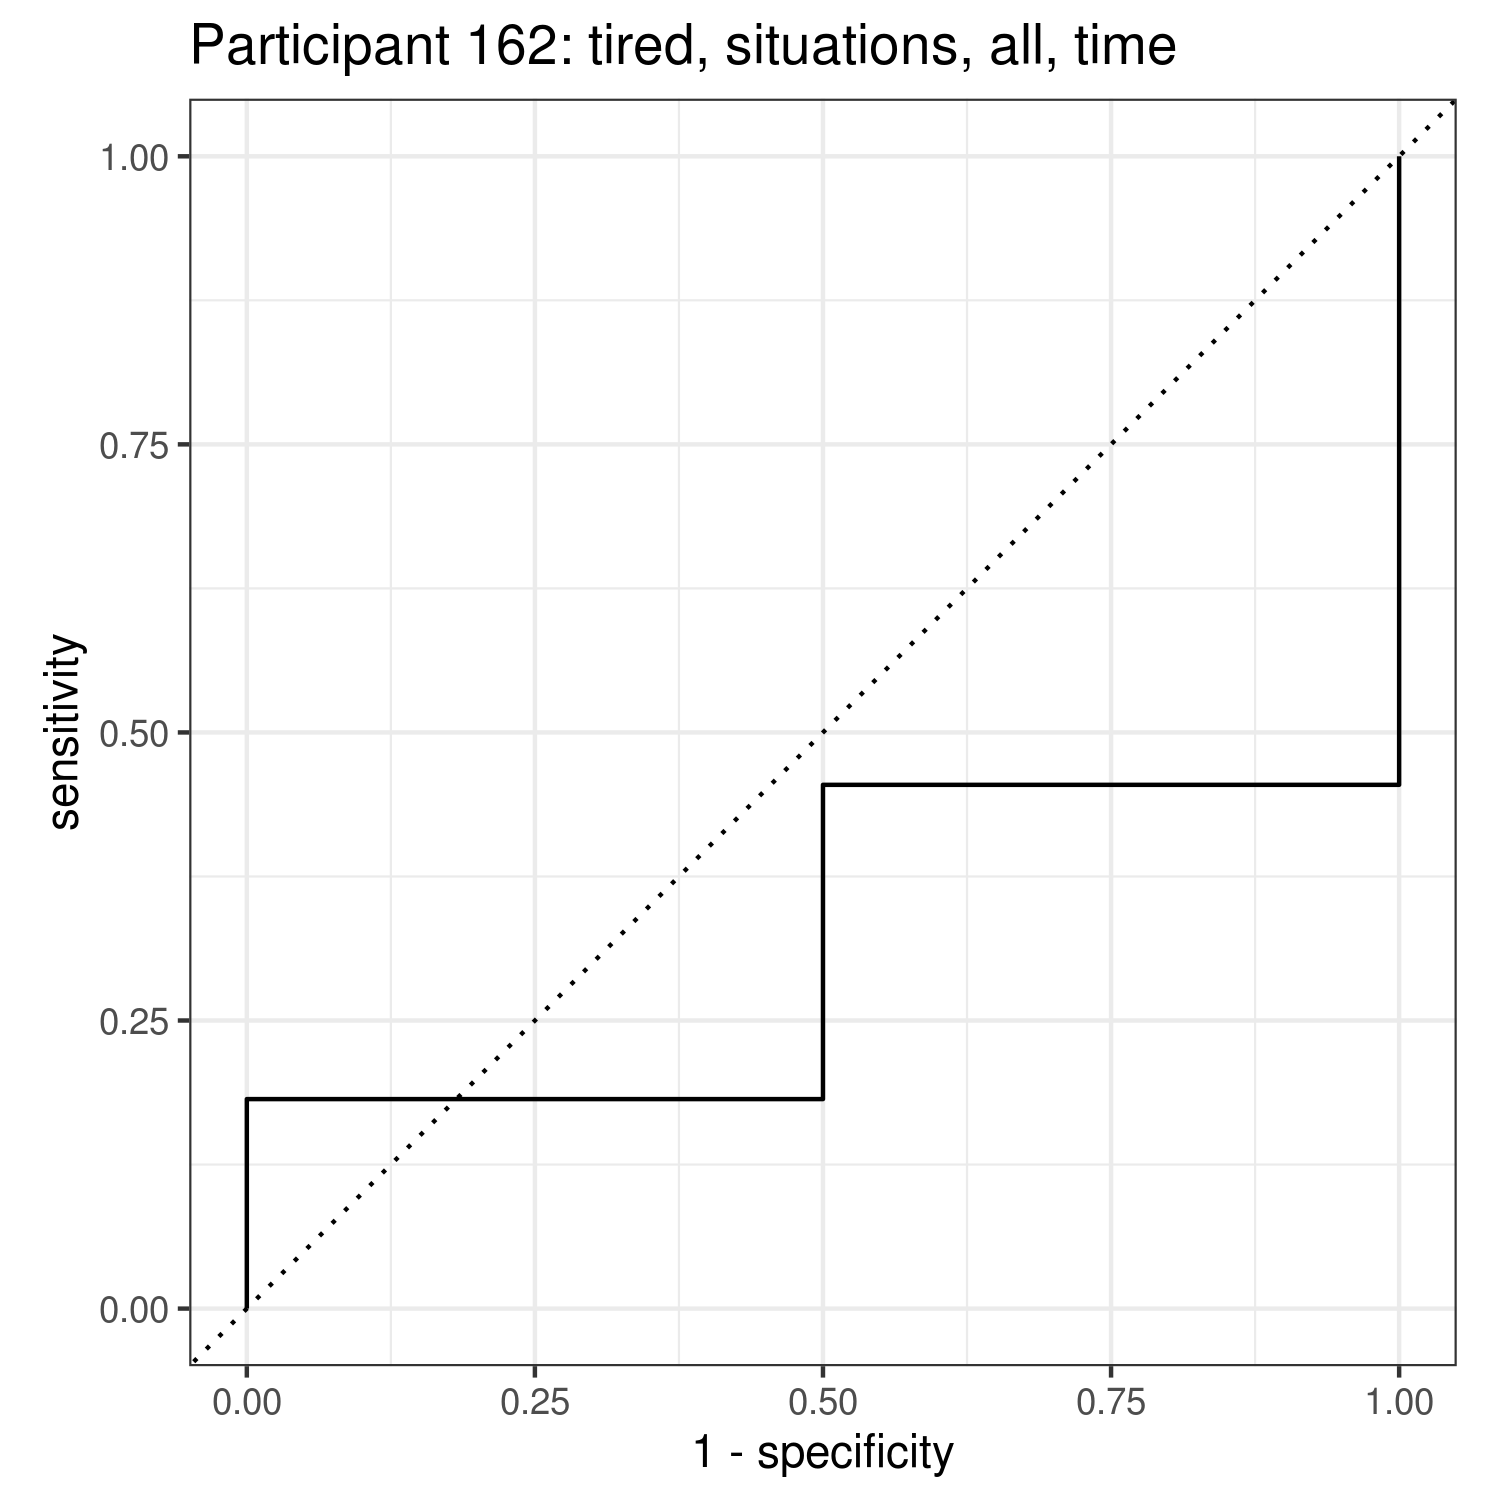 Participant 162: tired, situations, all, time
1.00
0.75
0.50
0.25
0.00
sensitivity
0.00 0.25 0.50 0.75 1.00
1 - specificity